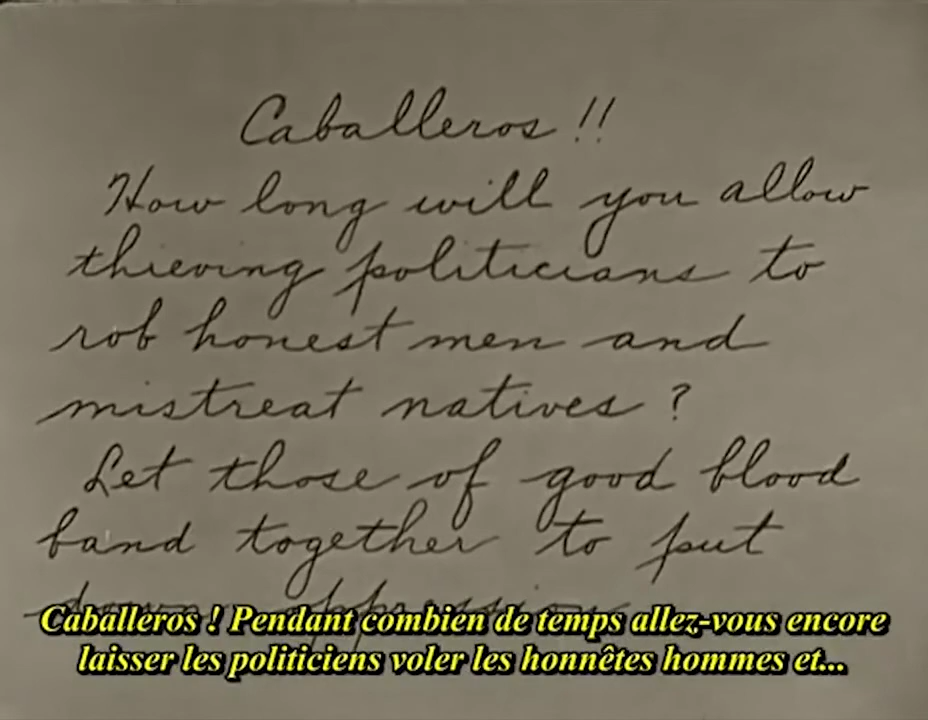 Caballeros !!
How long will you allow
thieving politicians to
rob honest men and
mistreat natives ?
Let those of good blood
band together to put
down oppression
Caballeros ! Pendant combien de temps allez-vous encore
laisser les politiciens voler les honnêtes hommes et...